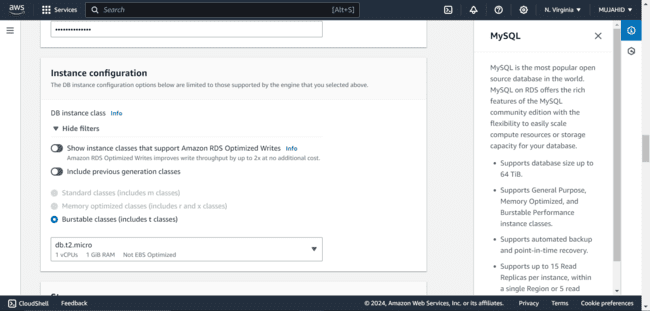 aws
Services
Search
[Alt+S]
N. Virginia ▼
MUJAHID ▼
•••••••••••••••
Instance configuration
The DB instance configuration options below are limited to those supported by the engine that you selected above.
DB instance class Info
▼ Hide filters
Show instance classes that support Amazon RDS Optimized Writes Info
Amazon RDS Optimized Writes improves write throughput by up to 2x at no additional cost.
Include previous generation classes
Standard classes (includes m classes)
Memory optimized classes (includes r and x classes)
Burstable classes (includes t classes)
db.t2.micro
1 vCPUs 1 GiB RAM Not EBS Optimized
MySQL
MySQL is the most popular open
source database in the world.
MySQL on RDS offers the rich
features of the MySQL
community edition with the
flexibility to easily scale
compute resources or storage
capacity for your database.
• Supports database size up to
64 TiB.
• Supports General Purpose,
Memory Optimized, and
Burstable Performance
instance classes.
• Supports automated backup
and point-in-time recovery.
• Supports up to 15 Read
Replicas per instance, within
a single Region or 5 read
CloudShell
Feedback
© 2024, Amazon Web Services, Inc. or its affiliates.
Privacy
Terms
Cookie preferences